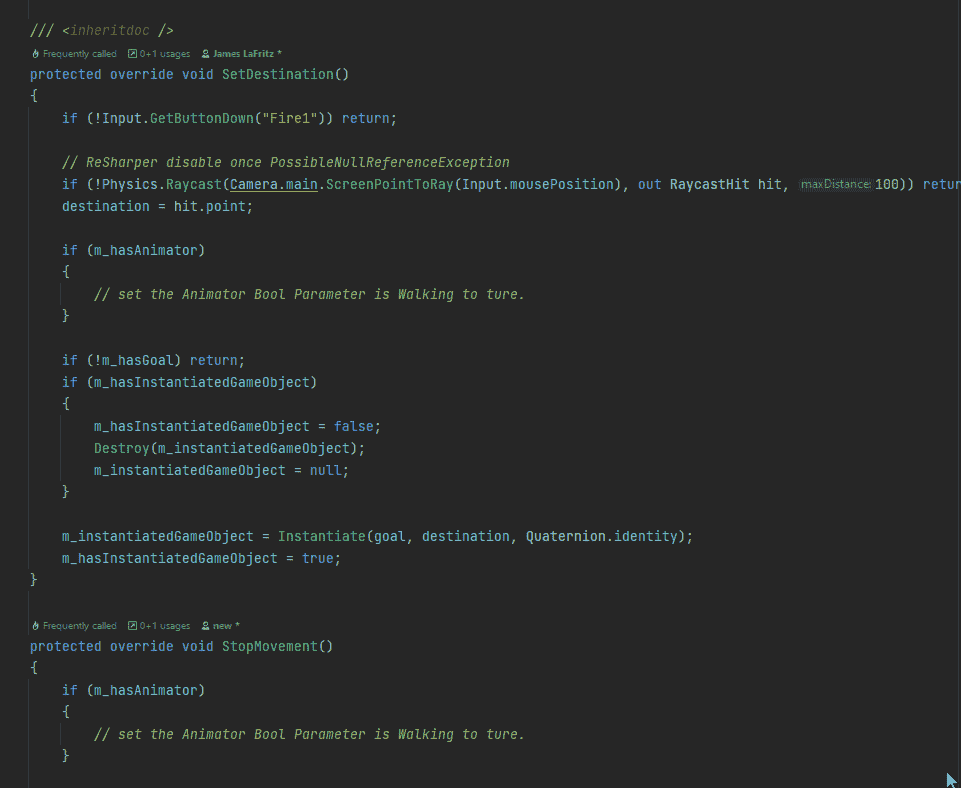 /// <inheritdoc />
Frequently called 0+1 usages James LaFritz *
protected override void SetDestination()
{
if (!Input.GetButtonDown("Fire1")) return;
// ReSharper disable once PossibleNullReferenceException
if (!Physics.Raycast(Camera.main.ScreenPointToRay(Input.mousePosition), out RaycastHit hit, maxDistance: 100)) retur
destination = hit.point;
if (m_hasAnimator)
{
// set the Animator Bool Parameter is Walking to ture.
}
if (!m_hasGoal) return;
if (m_hasInstantiatedGameObject)
{
m_hasInstantiatedGameObject = false;
Destroy(m_instantiatedGameObject);
m_instantiatedGameObject = null;
}
m_instantiatedGameObject = Instantiate(goal, destination, Quaternion.identity);
m_hasInstantiatedGameObject = true;
}
Frequently called 0+1 usages new *
protected override void StopMovement()
{
if (m_hasAnimator)
{
// set the Animator Bool Parameter is Walking to ture.
}